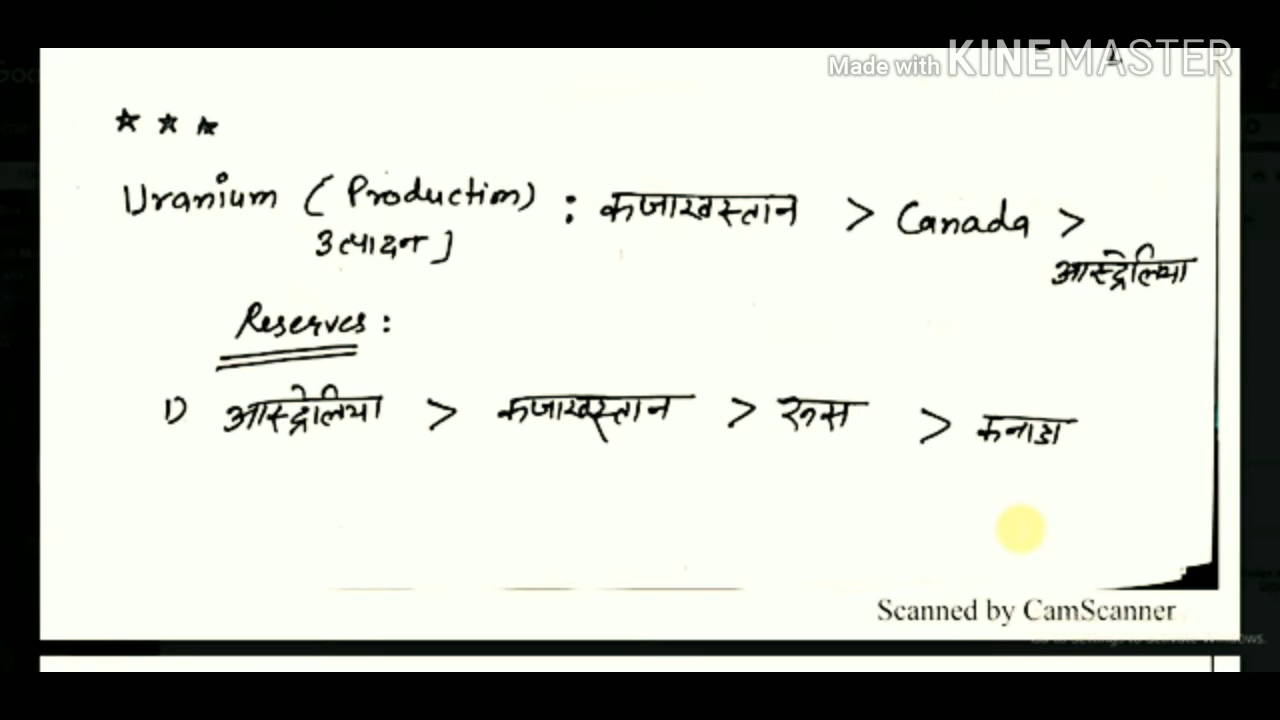 Made with KINEMASTER
☆ ☆ ☆
Uranium ( Production) : कजाखस्तान > Canada >
उत्पादन ]
आस्ट्रेलिया
Reserves :
1) आस्ट्रेलिया > कजाखस्तान > रूस > कनाडा
Scanned by CamScanner